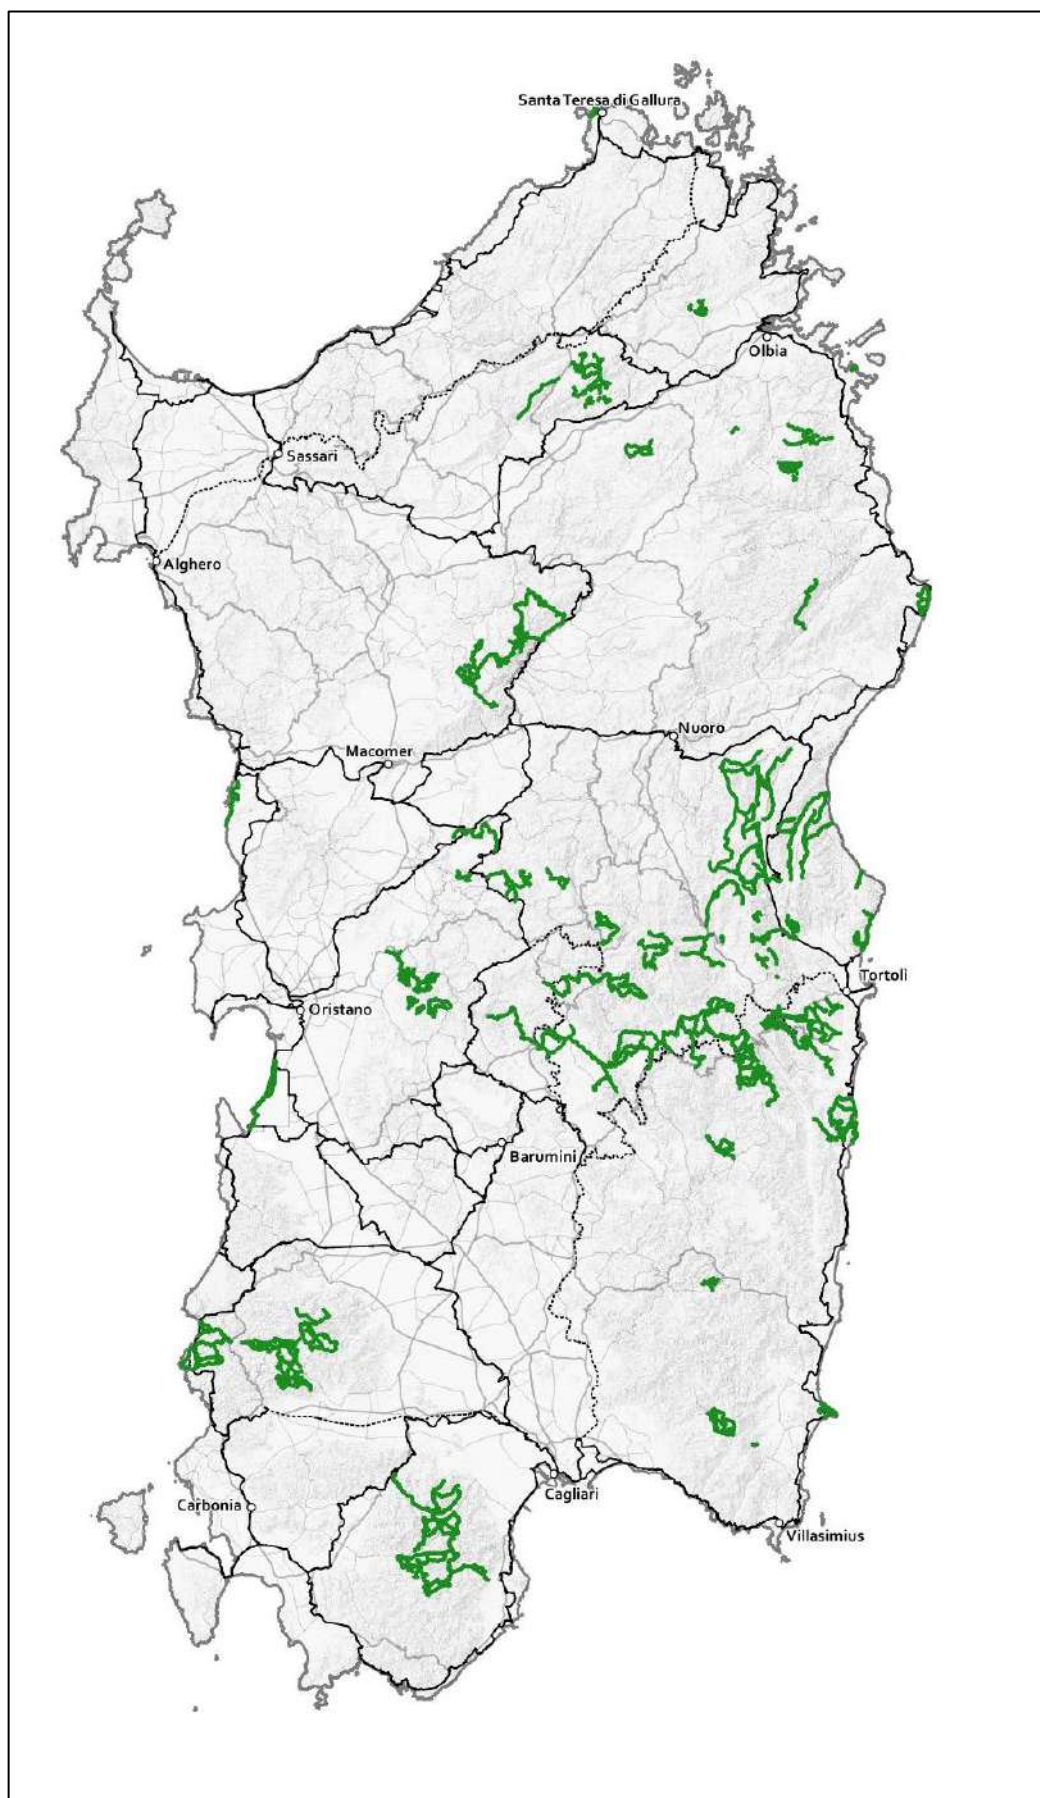 Santa Teresa di Gallura
Olbia
Sassari
Alghero
Nuoro
Macomer
Tortolì
Oristano
Barumini
Cagliari
Carbonia
Villasimius